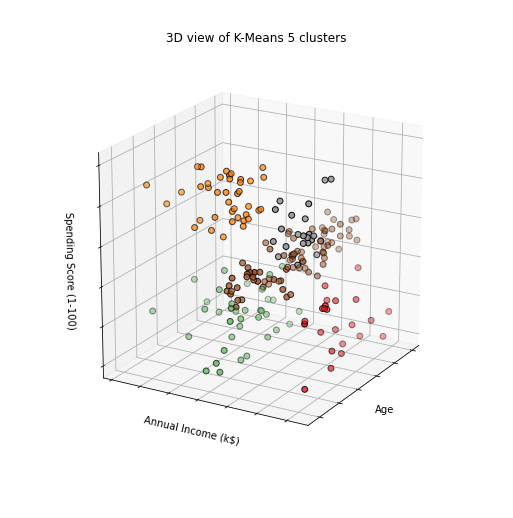 3D view of K-Means 5 clusters
Spending Score (1-100)
Annual Income (k$)
Age